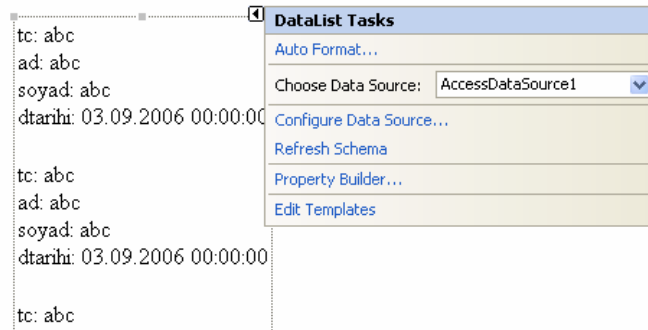 tc: abc
ad: abc
soyad: abc
dtarihi: 03.09.2006 00:00:00
tc: abc
ad: abc
soyad: abc
dtarihi: 03.09.2006 00:00:00
tc: abc
DataList Tasks
Auto Format...
Choose Data Source: AccessDataSource1
Configure Data Source...
Refresh Schema
Property Builder...
Edit Templates